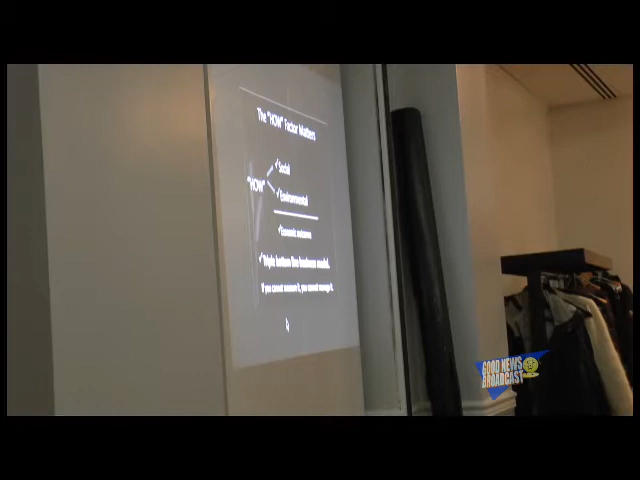 The "HOW" Factor Matters
✓Social
"HOW"
✓Environmental
✓Economic outcome
✓Triple bottom line business model.
If you cannot measure it, you cannot manage it.
GOOD NEWS
BROADCAST